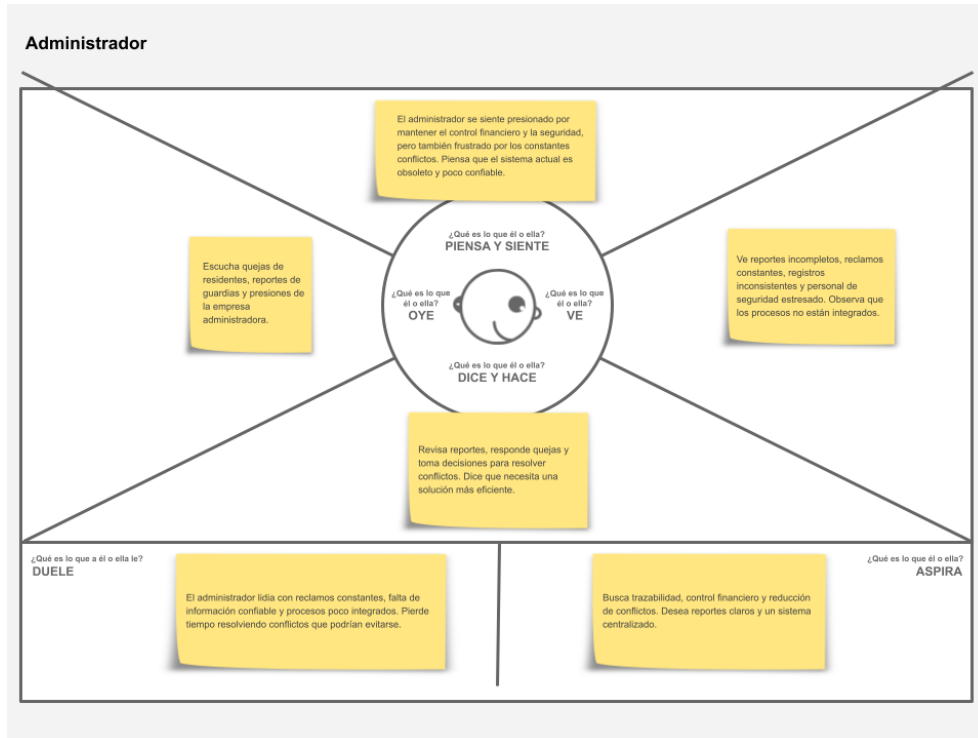 Administrador
El administrador se siente presionado por
mantener el control financiero y la seguridad,
pero también frustrado por los constantes
conflictos. Piensa que el sistema actual es
obsoleto y poco confiable.
¿Qué es lo que él o ella?
PIENSA Y SIENTE
Escucha quejas de
residentes, reportes de
guardias y presiones de
la empresa
administradora.
¿Qué es lo que
él o ella?
OYE
¿Qué es lo que
él o ella?
VE
Ve reportes incompletos, reclamos
constantes, registros
inconsistentes y personal de
seguridad estresado. Observa que
los procesos no están integrados.
¿Qué es lo que él o ella?
DICE Y HACE
Revisa reportes, responde quejas y
toma decisiones para resolver
conflictos. Dice que necesita una
solución más eficiente.
¿Qué es lo que a él o ella le?
DUELE
El administrador lidia con reclamos constantes, falta de
información confiable y procesos poco integrados. Pierde
tiempo resolviendo conflictos que podrían evitarse.
¿Qué es lo que él o ella?
ASPIRA
Busca trazabilidad, control financiero y reducción
de conflictos. Desea reportes claros y un sistema
centralizado.